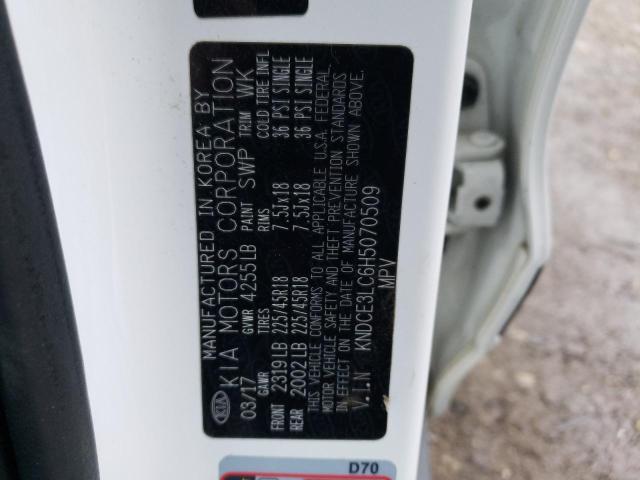 MANUFACTURED IN KOREA BY
KIA MOTORS CORPORATION
03/17 GVWR 4255LB PAINT SWP TRIM WK
GAWR TIRES RIMS COLD TIRE INFL
FRONT 2319LB 225/45R18 7.5Jx18 36 PSI SINGLE
REAR 2002LB 225/45R18 7.5Jx18 36 PSI SINGLE
THIS VEHICLE CONFORMS TO ALL APPLICABLE U.S.A. FEDERAL
MOTOR VEHICLE SAFETY AND THEFT PREVENTION STANDARDS
IN EFFECT ON THE DATE OF MANUFACTURE SHOWN ABOVE.
V.I.N KNDCE3LC6H5070509
MPV
KIA
D70